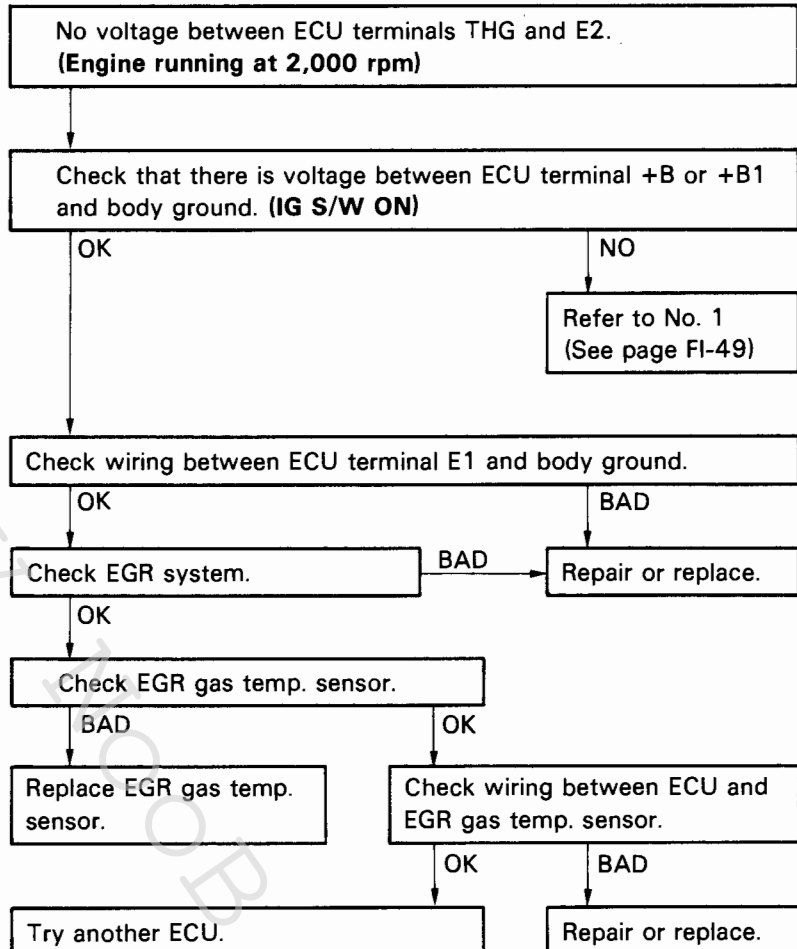 No voltage between ECU terminals THG and E2.
(Engine running at 2,000 rpm)
Check that there is voltage between ECU terminal +B or +B1
and body ground. (IG S/W ON)
OK
NO
Refer to No. 1
(See page FI-49)
Check wiring between ECU terminal E1 and body ground.
OK
BAD
Check EGR system.
BAD
Repair or replace.
OK
Check EGR gas temp. sensor.
BAD
OK
Replace EGR gas temp.
sensor.
Check wiring between ECU and
EGR gas temp. sensor.
OK
BAD
Try another ECU.
Repair or replace.
NOOB